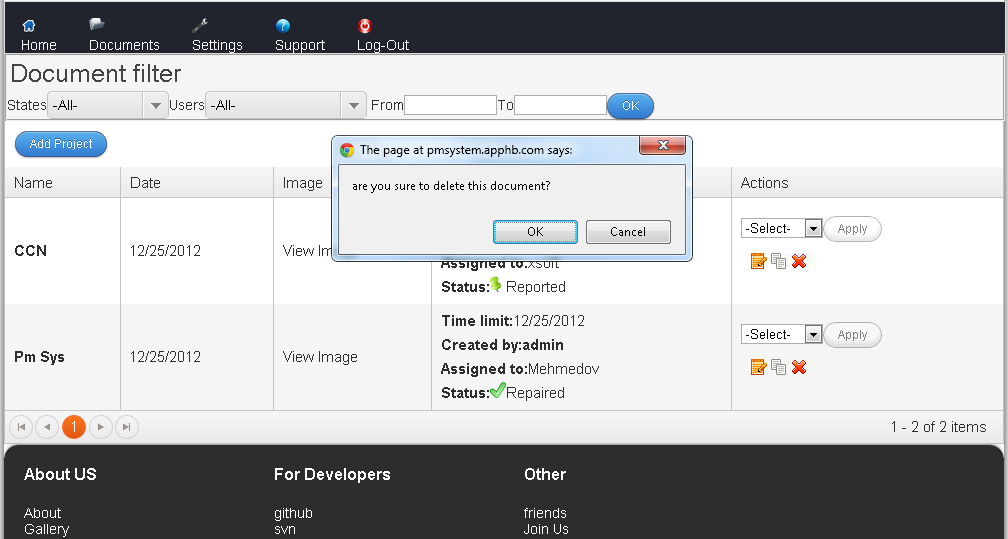 Home Documents Settings Support Log-Out
Document filter
States -All- Users -All- From To OK
Add Project
The page at pmsystem.apphb.com says:
are you sure to delete this document?
OK Cancel
Name Date Image Actions
CCN 12/25/2012 View Image
-Select- Apply
Assigned to:xsoft
Status: Reported
Pm Sys 12/25/2012 View Image
Time limit:12/25/2012
Created by:admin
Assigned to:Mehmedov
Status: Repaired
-Select- Apply
1
1 - 2 of 2 items
About US For Developers Other
About github friends
Gallery svn Join Us